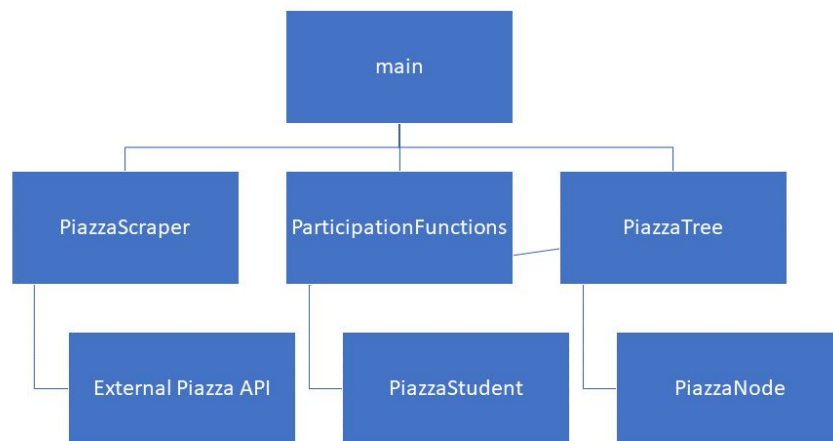 main
PiazzaScraper
ParticipationFunctions
PiazzaTree
External Piazza API
PiazzaStudent
PiazzaNode